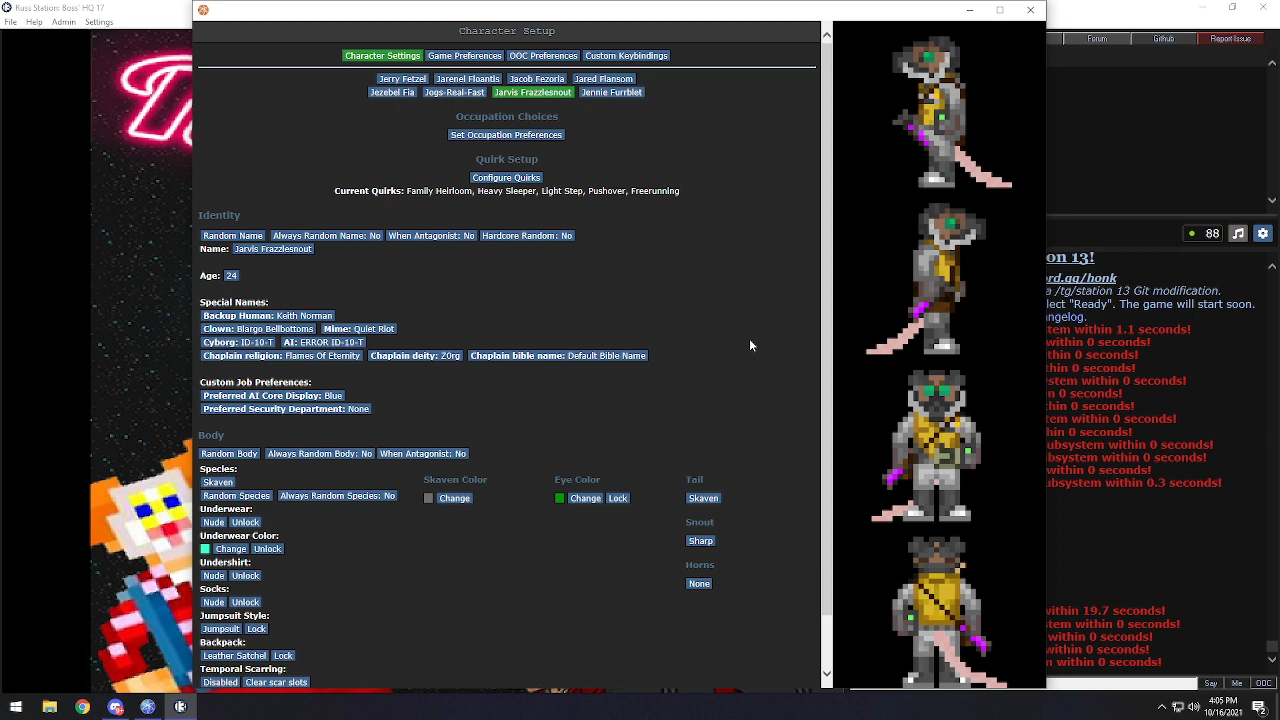 Russ Station: Boss' HQ 17
File Help Admin Settings
Character Setup
Character Settings Game Preferences OOC Preferences Custom Keybindings
Jerry Fetzel Jarenel Floantis Jacob Fezorla Jared Flansom
Jezebel Fia Jogs-Real-Fast Jarvis Frazzlesnout Jennie Furrblet
Occupation Choices
Set Occupation Preferences
Quirk Setup
Configure Quirks
Current Quirks: Family Heirloom, Heavy Sleeper, Light Step, Pushover, Freerunning
Identity
Random Name Always Random Name: No When Antagonist: No Hardcore Random: No
Name: Jarvis Frazzlesnout
Age: 24
Special Names:
Backup Human: Keith Norman
Clown: Blargo Bellbottoms Mime: Quiet Riot
Cyborg: ID-10-T AI: ERROR ID-10-T
Chaplain religion: Flames Of Eternity Chaplain deity: Z0rg Chaplain bible name: Default Bible Name
Custom Job Preferences:
Preferred AI Core Display: Blue
Preferred Security Department: None
Body
Random Body Always Random Body: No When Antagonist: No
Species:
Skaven
Random Species Always Random Species: No
Underwear:
Nude Unlock
Underwear Color:
Change Unlock
Undershirt:
Nude Unlock
Socks:
Nude Unlock
Jumpsuit Style:
Jumpsuit Lock
Backpack:
Leather Satchel Lock
Temporal Scarring:
Disabled Clear scar slots
Skaven Color
Change
Eye Color
Change Lock
Tail
Skaven
Snout
Sharp
Horns
None
Forum Github Report Issue
88
on 13!
erd.gg/honk
a /tg/station 13 Git modification.
lect "Ready". The game will start soon.
angelog.
tem within 1.1 seconds!
within 0 seconds!
thin 0 seconds!
thin 0 seconds!
ystem within 0 seconds!
n 0 seconds!
hin 0 seconds!
tem within 0 seconds!
hin 0 seconds!
ubsystem within 0 seconds!
bsystem within 0 seconds!
within 0 seconds!
ubsystem within 0.3 seconds!
within 19.7 seconds!
stem within 0 seconds!
within 0 seconds!
within 0 seconds!
n within 0 seconds!
Say Me OOC
4:05 PM
10/16/2021